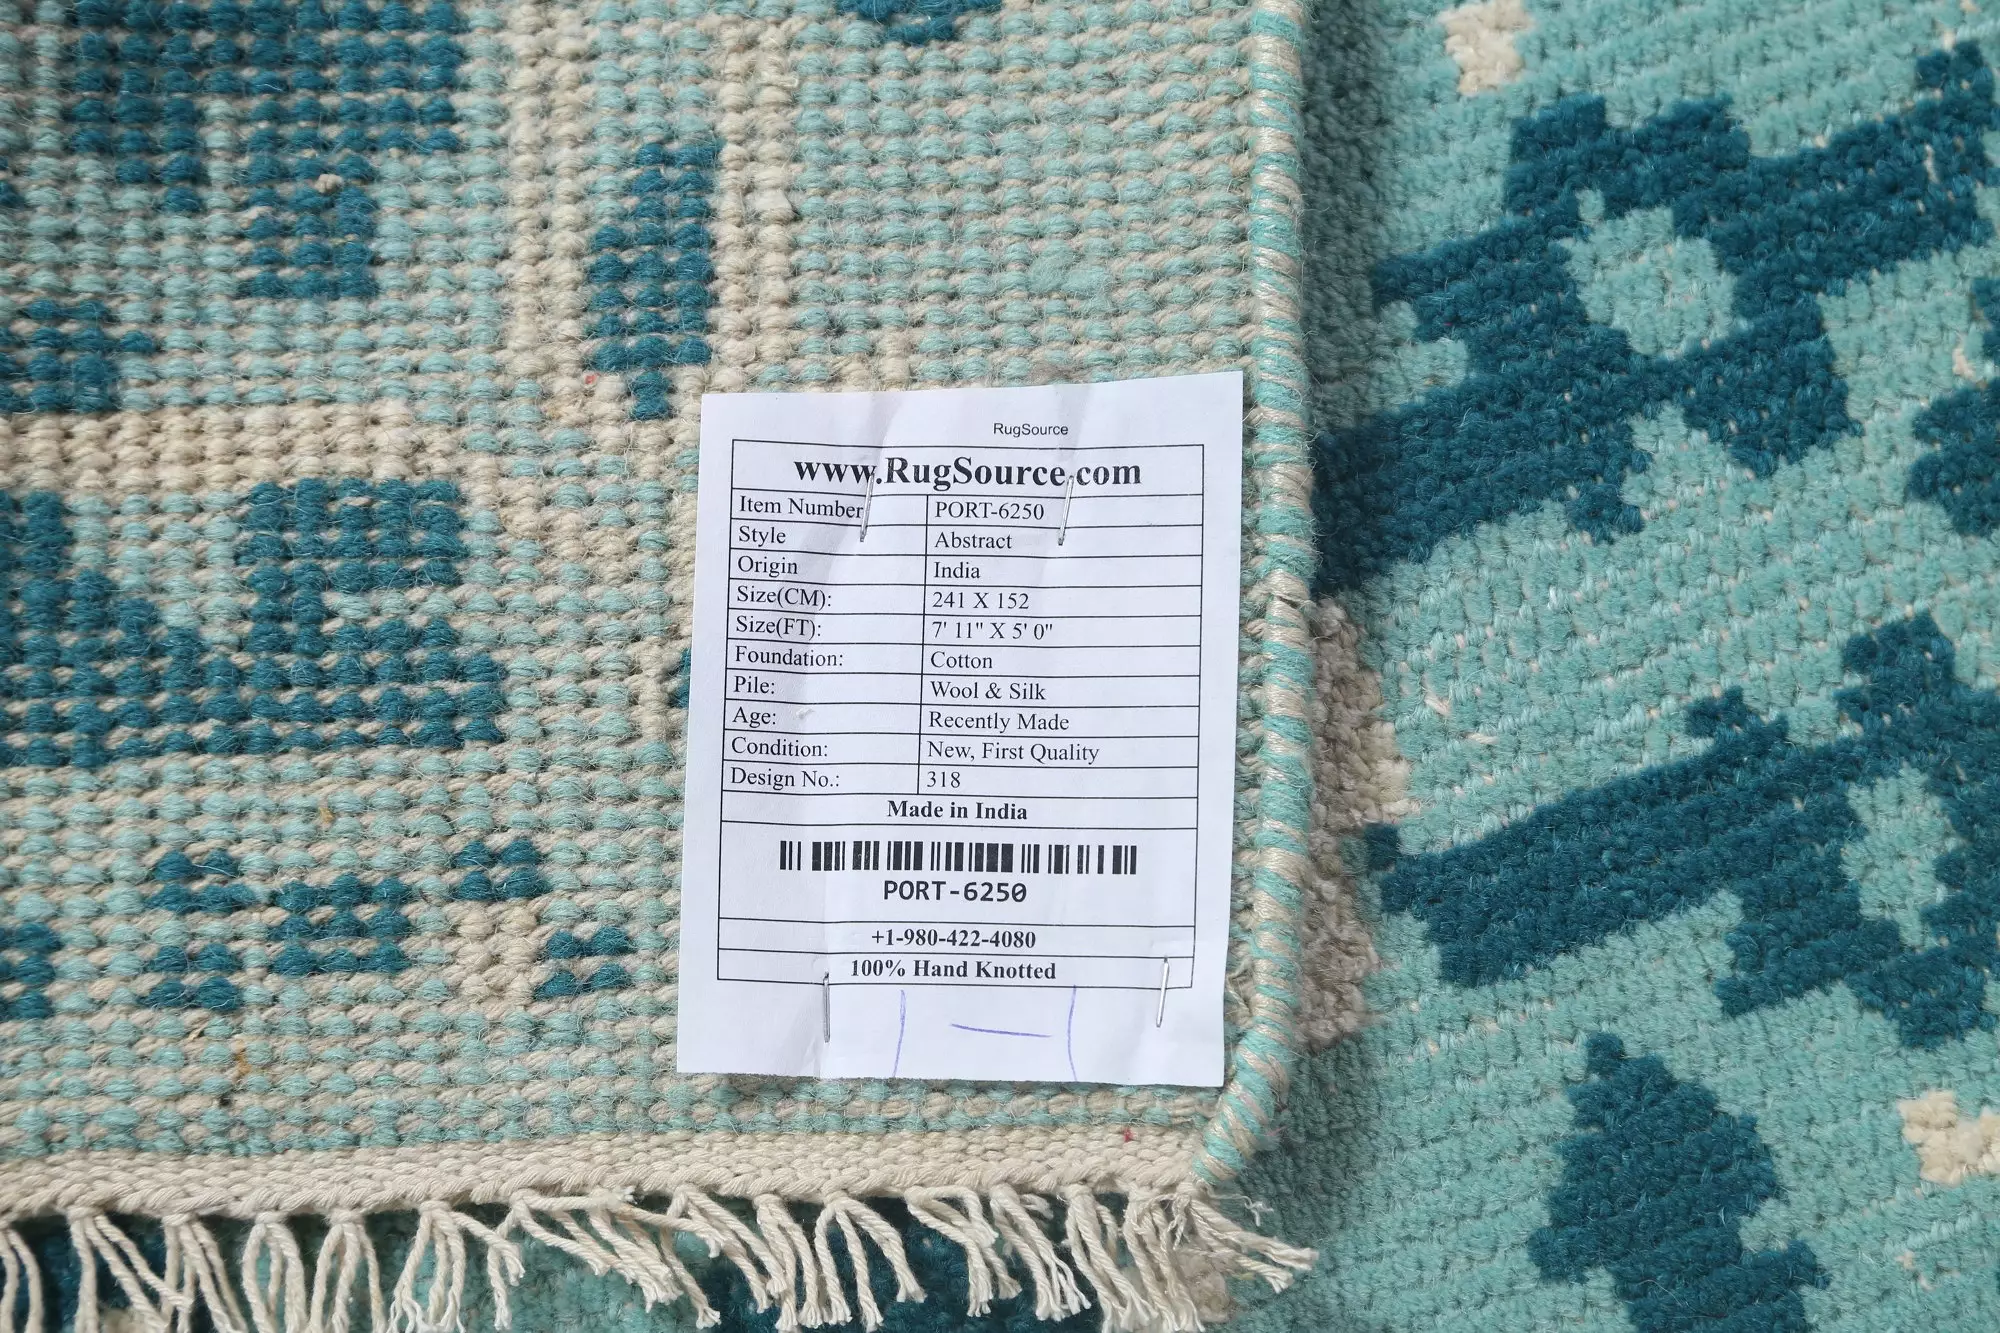 RugSource
www.RugSource.com
Item Number PORT-6250
Style Abstract
Origin India
Size(CM): 241 X 152
Size(FT): 7' 11" X 5' 0"
Foundation: Cotton
Pile: Wool & Silk
Age: Recently Made
Condition: New, First Quality
Design No.: 318
Made in India
PORT-6250
+1-980-422-4080
100% Hand Knotted
( — )